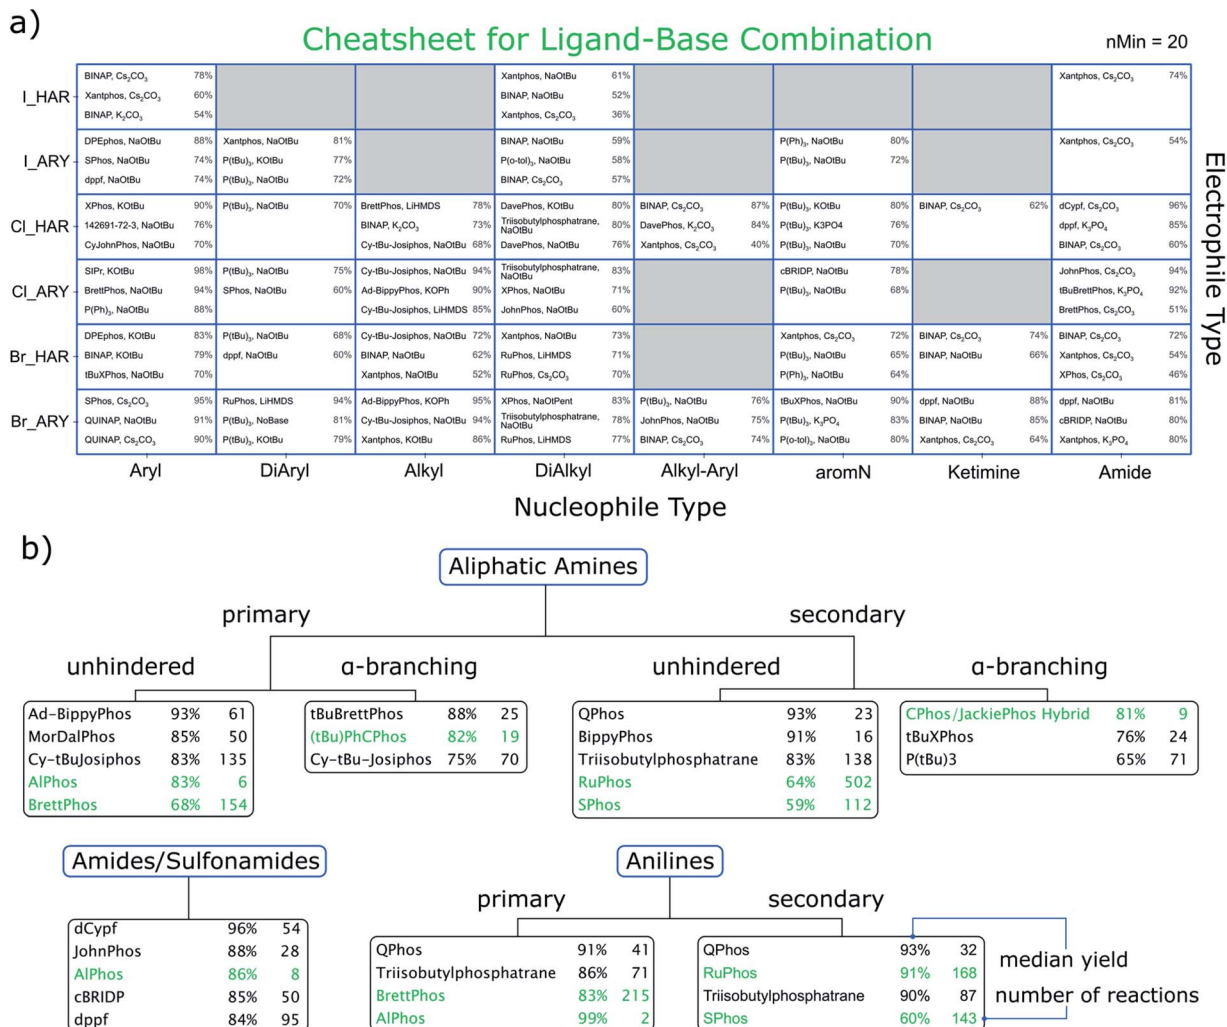 a)
Cheatsheet for Ligand-Base Combination
nMin = 20
I_HAR
BINAP, Cs₂CO₃ 78%
Xantphos, Cs₂CO₃ 60%
BINAP, K₂CO₃ 54%
Xantphos, NaOtBu 61%
BINAP, NaOtBu 52%
Xantphos, Cs₂CO₃ 36%
Xantphos, Cs₂CO₃ 74%
I_ARY
DPEphos, NaOtBu 88%
SPhos, NaOtBu 74%
dppf, NaOtBu 74%
Xantphos, NaOtBu 81%
P(tBu)₃, KOtBu 77%
P(tBu)₃, NaOtBu 72%
BINAP, NaOtBu 59%
P(o-tol)₃, NaOtBu 58%
BINAP, Cs₂CO₃ 57%
P(Ph)₃, NaOtBu 80%
P(tBu)₃, NaOtBu 72%
Xantphos, Cs₂CO₃ 54%
Cl_HAR
XPhos, KOtBu 90%
142691-72-3, NaOtBu 76%
CyJohnPhos, NaOtBu 70%
P(tBu)₃, NaOtBu 70%
BrettPhos, LiHMDS 78%
BINAP, K₂CO₃ 73%
Cy-tBu-Josiphos, NaOtBu 68%
DavePhos, KOtBu 80%
Triisobutylphosphatrane, 80%
NaOtBu
DavePhos, NaOtBu 76%
BINAP, Cs₂CO₃ 87%
DavePhos, K₂CO₃ 84%
Xantphos, Cs₂CO₃ 40%
P(tBu)₃, KOtBu 80%
P(tBu)₃, K3PO4 76%
P(tBu)₃, NaOtBu 70%
BINAP, Cs₂CO₃ 62%
dCypf, Cs₂CO₃ 96%
dppf, K₃PO₄ 85%
BINAP, Cs₂CO₃ 60%
Cl_ARY
SIPr, KOtBu 98%
BrettPhos, NaOtBu 94%
P(Ph)₃, NaOtBu 88%
P(tBu)₃, NaOtBu 75%
SPhos, NaOtBu 60%
Cy-tBu-Josiphos, NaOtBu 94%
Ad-BippyPhos, KOPh 90%
Cy-tBu-Josiphos, LiHMDS 85%
Triisobutylphosphatrane, 83%
NaOtBu
XPhos, NaOtBu 71%
JohnPhos, NaOtBu 60%
cBRIDP, NaOtBu 78%
P(tBu)₃, NaOtBu 68%
JohnPhos, Cs₂CO₃ 94%
tBuBrettPhos, K₃PO₄ 92%
BrettPhos, Cs₂CO₃ 51%
Br_HAR
DPEphos, KOtBu 83%
BINAP, KOtBu 79%
tBuXPhos, NaOtBu 70%
P(tBu)₃, NaOtBu 68%
dppf, NaOtBu 60%
Cy-tBu-Josiphos, NaOtBu 72%
BINAP, NaOtBu 62%
Xantphos, NaOtBu 52%
Xantphos, NaOtBu 73%
RuPhos, LiHMDS 71%
RuPhos, Cs₂CO₃ 70%
Xantphos, Cs₂CO₃ 72%
P(tBu)₃, NaOtBu 65%
P(Ph)₃, NaOtBu 64%
BINAP, Cs₂CO₃ 74%
BINAP, NaOtBu 66%
BINAP, Cs₂CO₃ 72%
Xantphos, Cs₂CO₃ 54%
XPhos, Cs₂CO₃ 46%
Br_ARY
SPhos, Cs₂CO₃ 95%
QUINAP, NaOtBu 91%
QUINAP, Cs₂CO₃ 90%
RuPhos, LiHMDS 94%
P(tBu)₃, NoBase 81%
P(tBu)₃, KOtBu 79%
Ad-BippyPhos, KOPh 95%
Cy-tBu-Josiphos, NaOtBu 94%
Xantphos, KOtBu 86%
XPhos, NaOtPent 83%
Triisobutylphosphatrane, 78%
NaOtBu
RuPhos, LiHMDS 77%
P(tBu)₃, NaOtBu 76%
JohnPhos, NaOtBu 75%
BINAP, Cs₂CO₃ 74%
tBuXPhos, NaOtBu 90%
P(tBu)₃, K₃PO₄ 83%
P(o-tol)₃, NaOtBu 80%
dppf, NaOtBu 88%
BINAP, NaOtBu 85%
Xantphos, Cs₂CO₃ 64%
dppf, NaOtBu 81%
cBRIDP, NaOtBu 80%
Xantphos, K₃PO₄ 80%
Electrophile Type
Aryl DiAryl Alkyl DiAlkyl Alkyl-Aryl aromN Ketimine Amide
Nucleophile Type
b)
Aliphatic Amines
primary
secondary
unhindered
α-branching
unhindered
α-branching
Ad-BippyPhos 93% 61
MorDalPhos 85% 50
Cy-tBuJosiphos 83% 135
AlPhos 83% 6
BrettPhos 68% 154
tBuBrettPhos 88% 25
(tBu)PhCPhos 82% 19
Cy-tBu-Josiphos 75% 70
QPhos 93% 23
BippyPhos 91% 16
Triisobutylphosphatrane 83% 138
RuPhos 64% 502
SPhos 59% 112
CPhos/JackiePhos Hybrid 81% 9
tBuXPhos 76% 24
P(tBu)3 65% 71
Amides/Sulfonamides
dCypf 96% 54
JohnPhos 88% 28
AlPhos 86% 8
cBRIDP 85% 50
dppf 84% 95
Anilines
primary
secondary
QPhos 91% 41
Triisobutylphosphatrane 86% 71
BrettPhos 83% 215
AlPhos 99% 2
QPhos 93% 32
RuPhos 91% 168
Triisobutylphosphatrane 90% 87
SPhos 60% 143
median yield
number of reactions